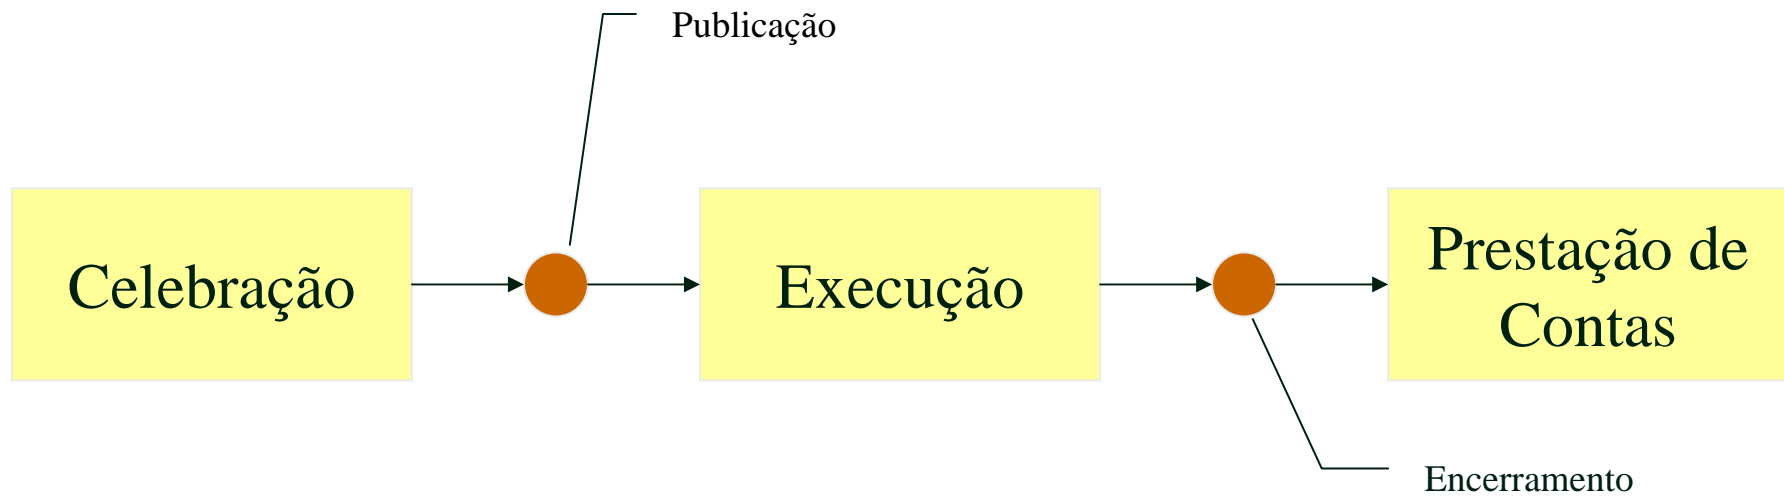 Publicação
Celebração
Execução
Prestação de
Contas
Encerramento